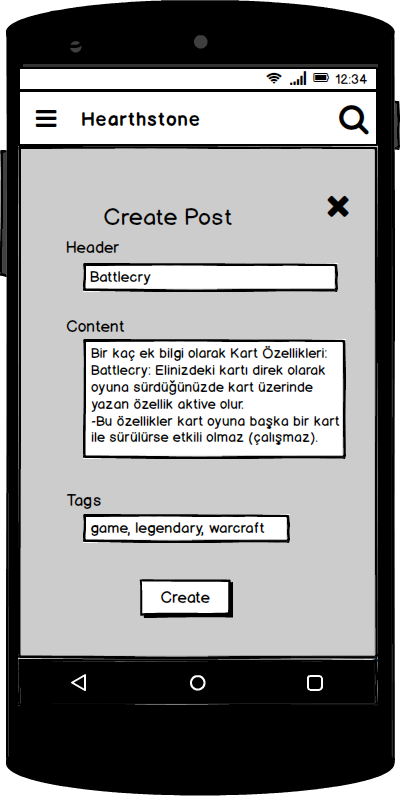 12:34
Hearthstone
Create Post
Header
Battlecry
Content
Bir kaç ek bilgi olarak Kart Özellikleri:
Battlecry: Elinizdeki kartı direk olarak
oyuna sürdüğünüzde kart üzerinde
yazan özellik aktive olur.
-Bu özellikler kart oyuna başka bir kart
ile sürülürse etkili olmaz (çalışmaz).
Tags
game, legendary, warcraft
Create